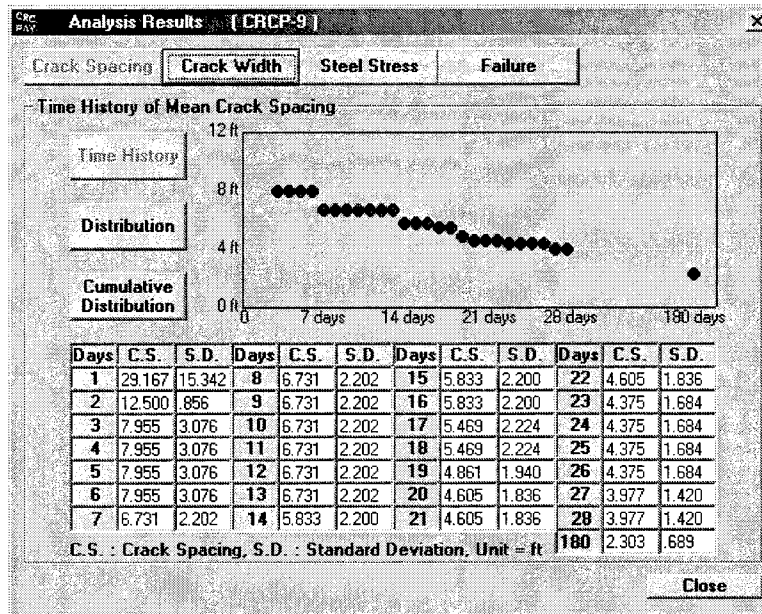 CRC PAV Analysis Results [ CRCP-9 ]
Crack Spacing Crack Width Steel Stress Failure
Time History of Mean Crack Spacing
Time History
Distribution
Cumulative Distribution
12 ft
8 ft
4 ft
0 ft
0 7 days 14 days 21 days 28 days 180 days
Days C.S. S.D. Days C.S. S.D. Days C.S. S.D. Days C.S. S.D.
1 29.167 15.342 8 6.731 2.202 15 5.833 2.200 22 4.605 1.836
2 12.500 .856 9 6.731 2.202 16 5.833 2.200 23 4.375 1.684
3 7.955 3.076 10 6.731 2.202 17 5.469 2.224 24 4.375 1.684
4 7.955 3.076 11 6.731 2.202 18 5.469 2.224 25 4.375 1.684
5 7.955 3.076 12 6.731 2.202 19 4.861 1.940 26 4.375 1.684
6 7.955 3.076 13 6.731 2.202 20 4.605 1.836 27 3.977 1.420
7 6.731 2.202 14 5.833 2.200 21 4.605 1.836 28 3.977 1.420
180 2.303 .689
C.S. : Crack Spacing, S.D. : Standard Deviation, Unit = ft
Close